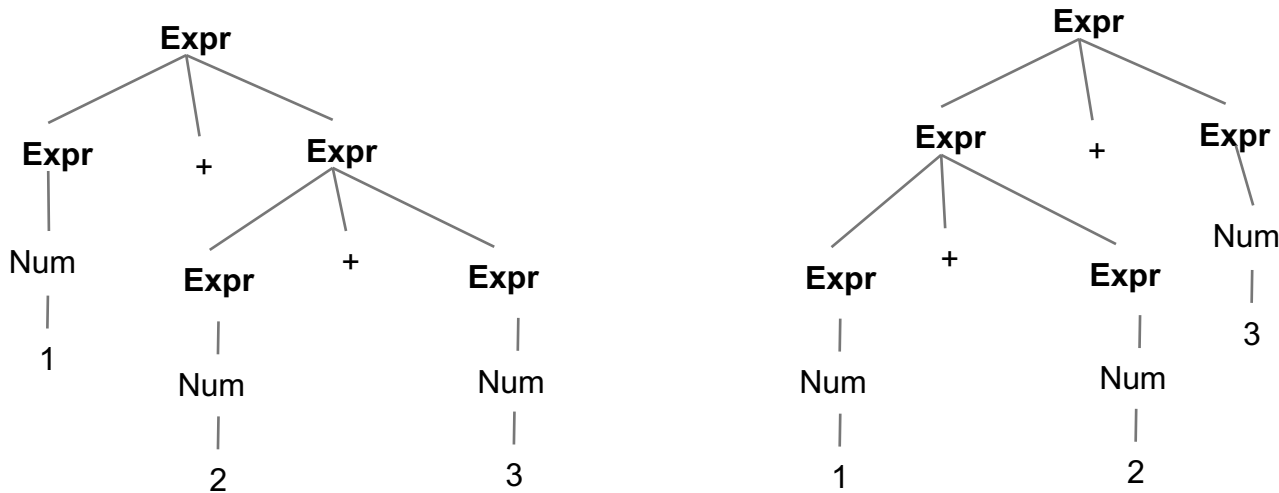 Expr
Expr + Expr
Num Expr + Expr
1 Num Num
2 3
Expr
Expr + Expr
Expr + Expr Num
Num Num 3
1 2